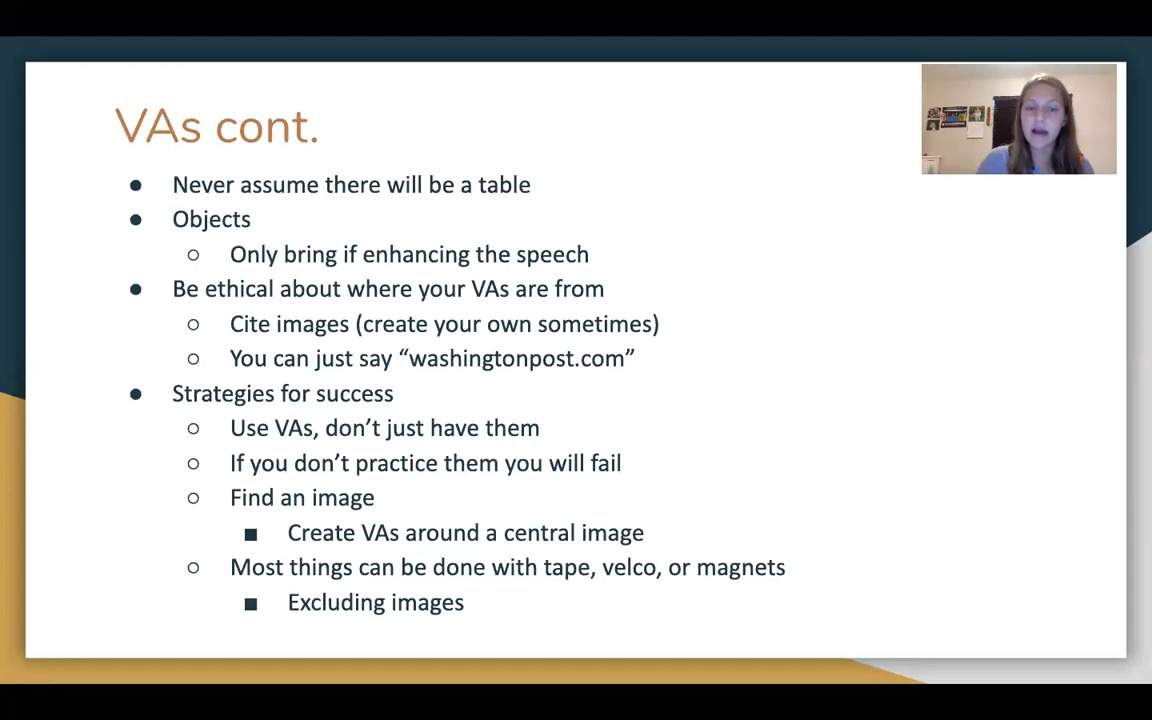 VAs cont.
● Never assume there will be a table
● Objects
○ Only bring if enhancing the speech
● Be ethical about where your VAs are from
○ Cite images (create your own sometimes)
○ You can just say “washingtonpost.com”
● Strategies for success
○ Use VAs, don’t just have them
○ If you don’t practice them you will fail
○ Find an image
■ Create VAs around a central image
○ Most things can be done with tape, velco, or magnets
■ Excluding images